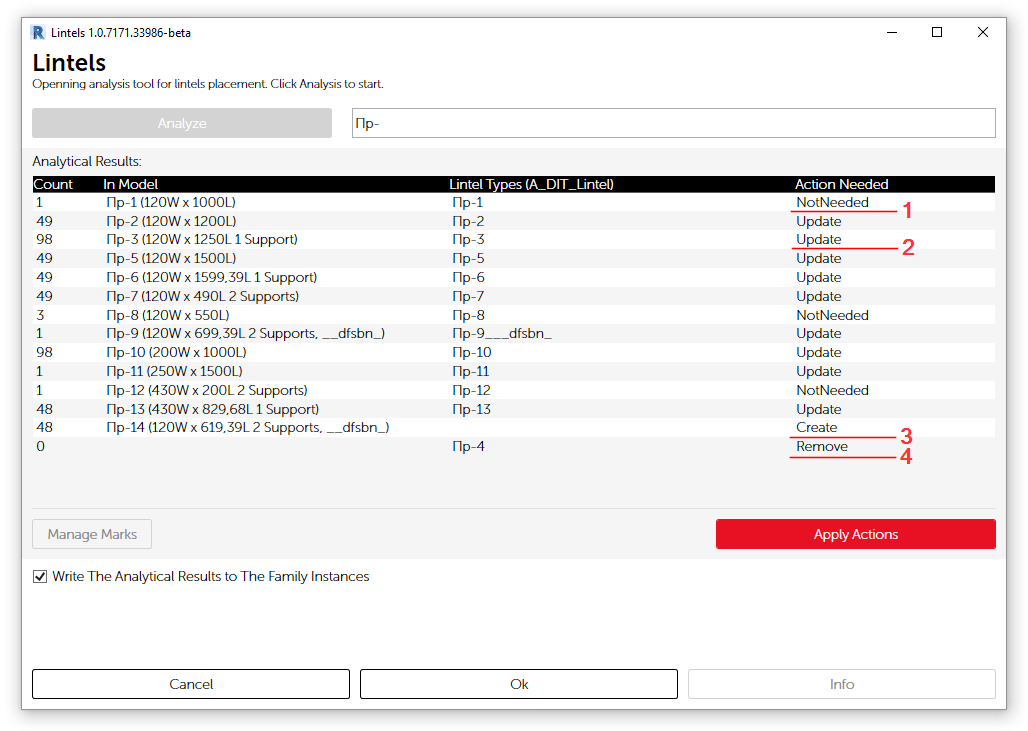 R Lintels 1.0.7171.33986-beta
Lintels
Openning analysis tool for lintels placement. Click Analysis to start.
Analyze Пр-
Analytical Results:
Count In Model Lintel Types (A_DIT_Lintel) Action Needed
1 Пр-1 (120W x 1000L) Пр-1 NotNeeded 1
49 Пр-2 (120W x 1200L) Пр-2 Update
98 Пр-3 (120W x 1250L 1 Support) Пр-3 Update 2
49 Пр-5 (120W x 1500L) Пр-5 Update
49 Пр-6 (120W x 1599,39L 1 Support) Пр-6 Update
49 Пр-7 (120W x 490L 2 Supports) Пр-7 Update
3 Пр-8 (120W x 550L) Пр-8 NotNeeded
1 Пр-9 (120W x 699,39L 2 Supports, __dfsbn_) Пр-9___dfsbn_ Update
98 Пр-10 (200W x 1000L) Пр-10 Update
1 Пр-11 (250W x 1500L) Пр-11 Update
1 Пр-12 (430W x 200L 2 Supports) Пр-12 NotNeeded
48 Пр-13 (430W x 829,68L 1 Support) Пр-13 Update
48 Пр-14 (120W x 619,39L 2 Supports, __dfsbn_) Create 3
0 Пр-4 Remove 4
Manage Marks Apply Actions
Write The Analytical Results to The Family Instances
Cancel Ok Info